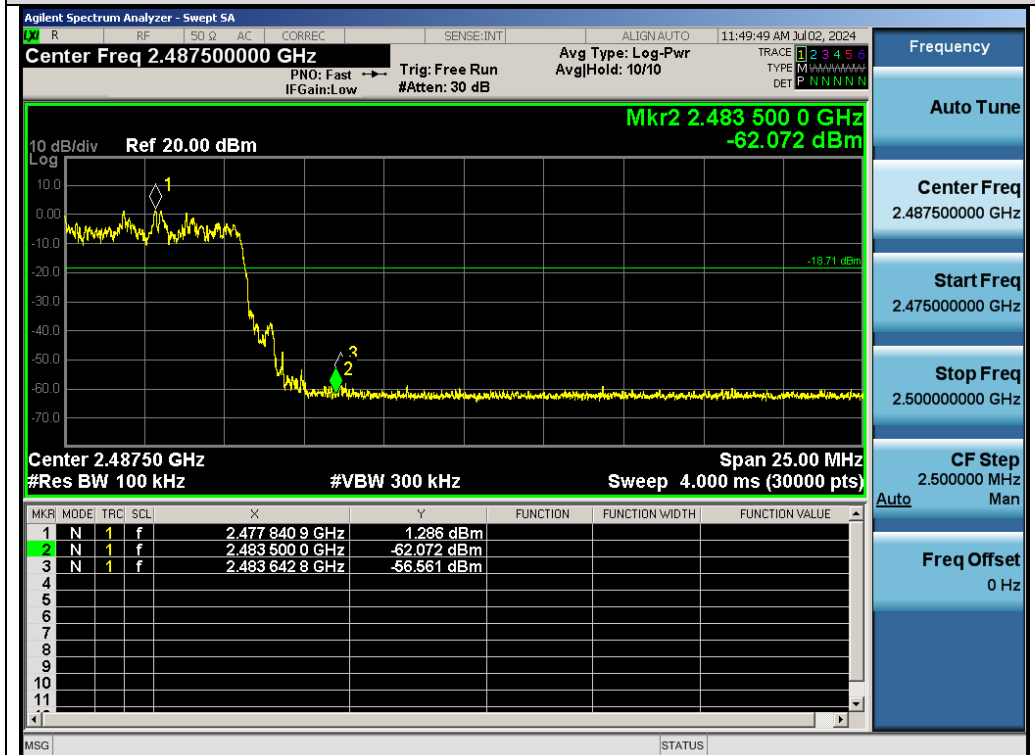 Agilent Spectrum Analyzer - Swept SA
LXI R RF 50 Ω AC CORREC SENSE:INT ALIGN AUTO 11:49:49 AM Jul 02, 2024
Center Freq 2.487500000 GHz
PNO: Fast
IFGain:Low
Trig: Free Run
#Atten: 30 dB
Avg Type: Log-Pwr
Avg|Hold: 10/10
TRACE 1 2 3 4 5 6
TYPE M W W W W W
DET P N N N N N
Mkr2 2.483 500 0 GHz
-62.072 dBm
10 dB/div Ref 20.00 dBm
Log
10.0
0.00
-10.0
-20.0
-30.0
-40.0
-50.0
-60.0
-70.0
1
-18.71 dBm
3
2
Center 2.48750 GHz Span 25.00 MHz
#Res BW 100 kHz #VBW 300 kHz Sweep 4.000 ms (30000 pts)
MKR MODE TRC SCL X Y FUNCTION FUNCTION WIDTH FUNCTION VALUE
1 N 1 f 2.477 840 9 GHz 1.286 dBm
2 N 1 f 2.483 500 0 GHz -62.072 dBm
3 N 1 f 2.483 642 8 GHz -56.561 dBm
4
5
6
7
8
9
10
11
MSG STATUS
Frequency
Auto Tune
Center Freq
2.487500000 GHz
Start Freq
2.475000000 GHz
Stop Freq
2.500000000 GHz
CF Step
2.500000 MHz
Auto Man
Freq Offset
0 Hz